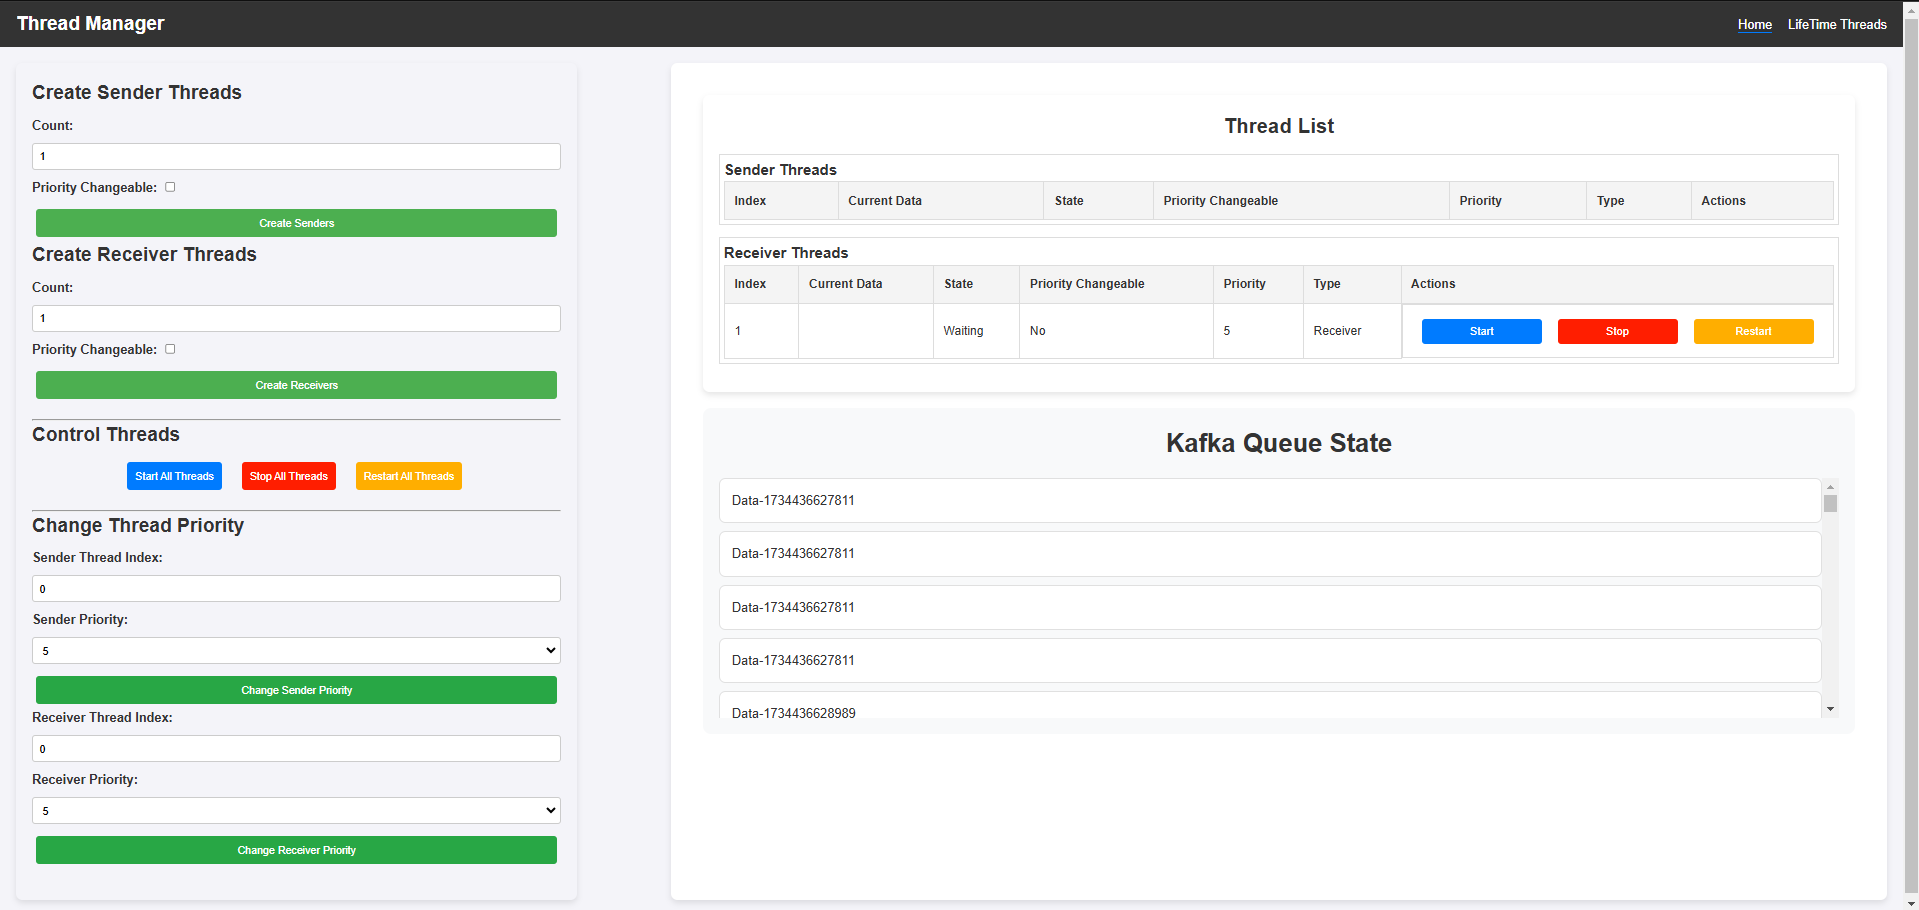 Thread Manager
Home
LifeTime Threads
Create Sender Threads
Count:
1
Priority Changeable:
Create Senders
Create Receiver Threads
Count:
1
Priority Changeable:
Create Receivers
Control Threads
Start All Threads
Stop All Threads
Restart All Threads
Change Thread Priority
Sender Thread Index:
0
Sender Priority:
5
Change Sender Priority
Receiver Thread Index:
0
Receiver Priority:
5
Change Receiver Priority
Thread List
Sender Threads
Index Current Data State Priority Changeable Priority Type Actions
Receiver Threads
Index Current Data State Priority Changeable Priority Type Actions
1 Waiting No 5 Receiver Start Stop Restart
Kafka Queue State
Data-1734436627811
Data-1734436627811
Data-1734436627811
Data-1734436627811
Data-1734436628989